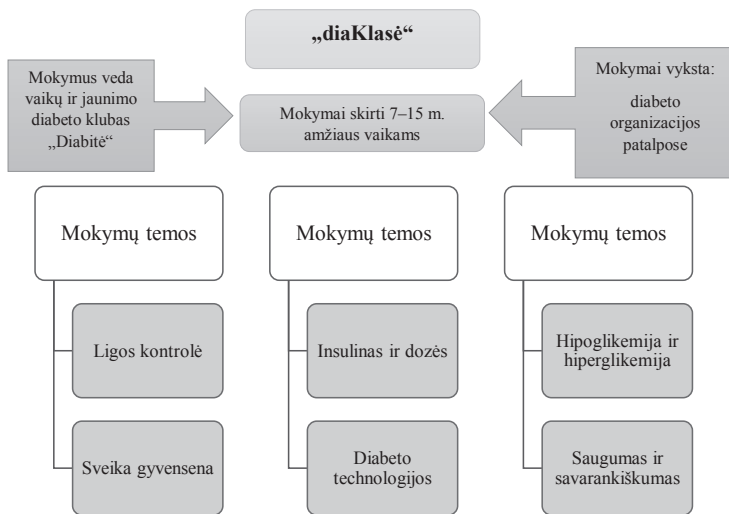 „diaKlasė“
Mokymus veda
vaikų ir jaunimo
diabeto klubas
„Diabitė“
Mokymai skirti 7–15 m.
amžiaus vaikams
Mokymai vyksta:
diabeto
organizacijos
patalpose
Mokymų temos
Mokymų temos
Mokymų temos
Ligos kontrolė
Insulinas ir dozės
Hipoglikemija ir
hiperglikemija
Sveika gyvensena
Diabeto
technologijos
Saugumas ir
savarankiškumas